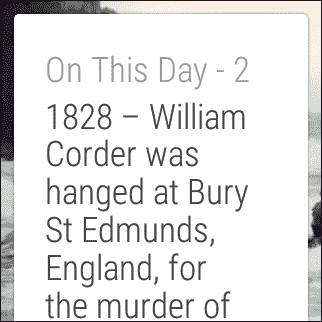 On This Day - 2
1828 – William
Corder was
hanged at Bury
St Edmunds,
England, for
the murder of